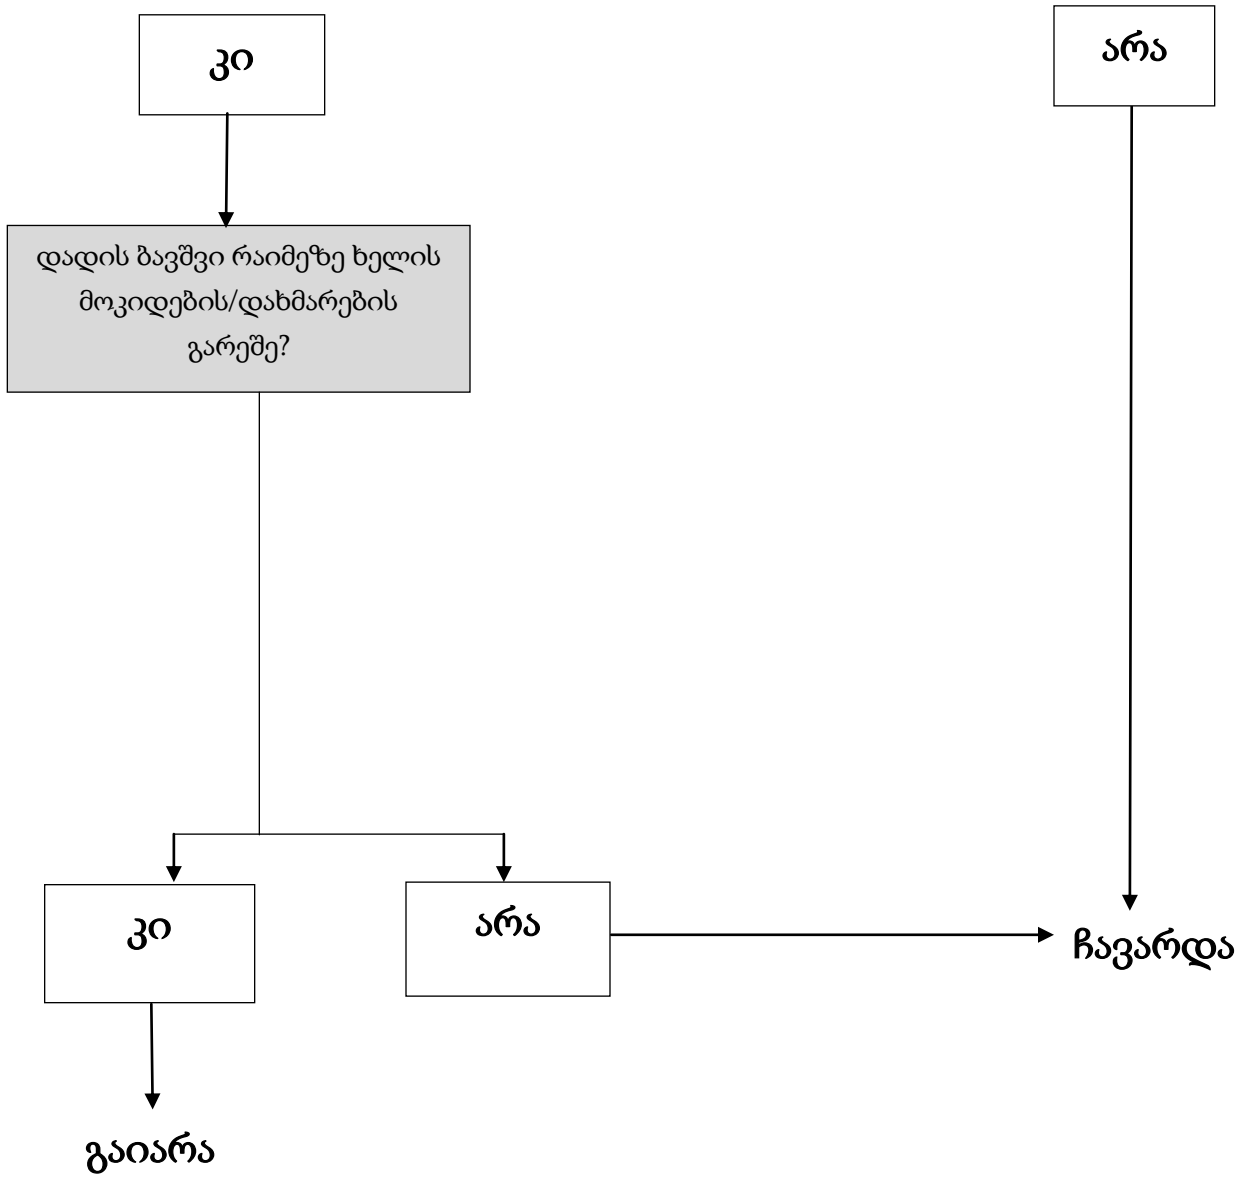 კი
არა
დადის ბავშვი რაიმეზე ხელის
მოკიდების/დახმარების
გარეშე?
კი
არა
ჩავარდა
გაიარა